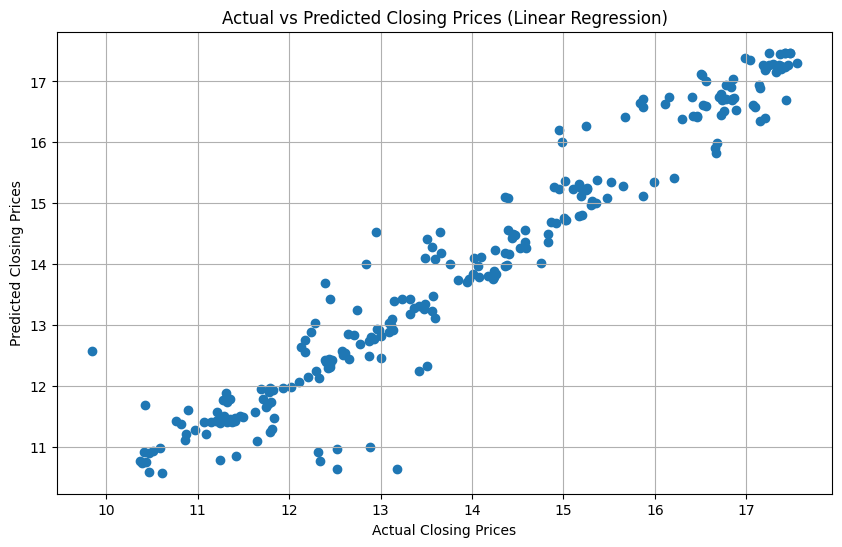 Actual vs Predicted Closing Prices (Linear Regression)
Predicted Closing Prices
17
16
15
14
13
12
11
10 11 12 13 14 15 16 17
Actual Closing Prices